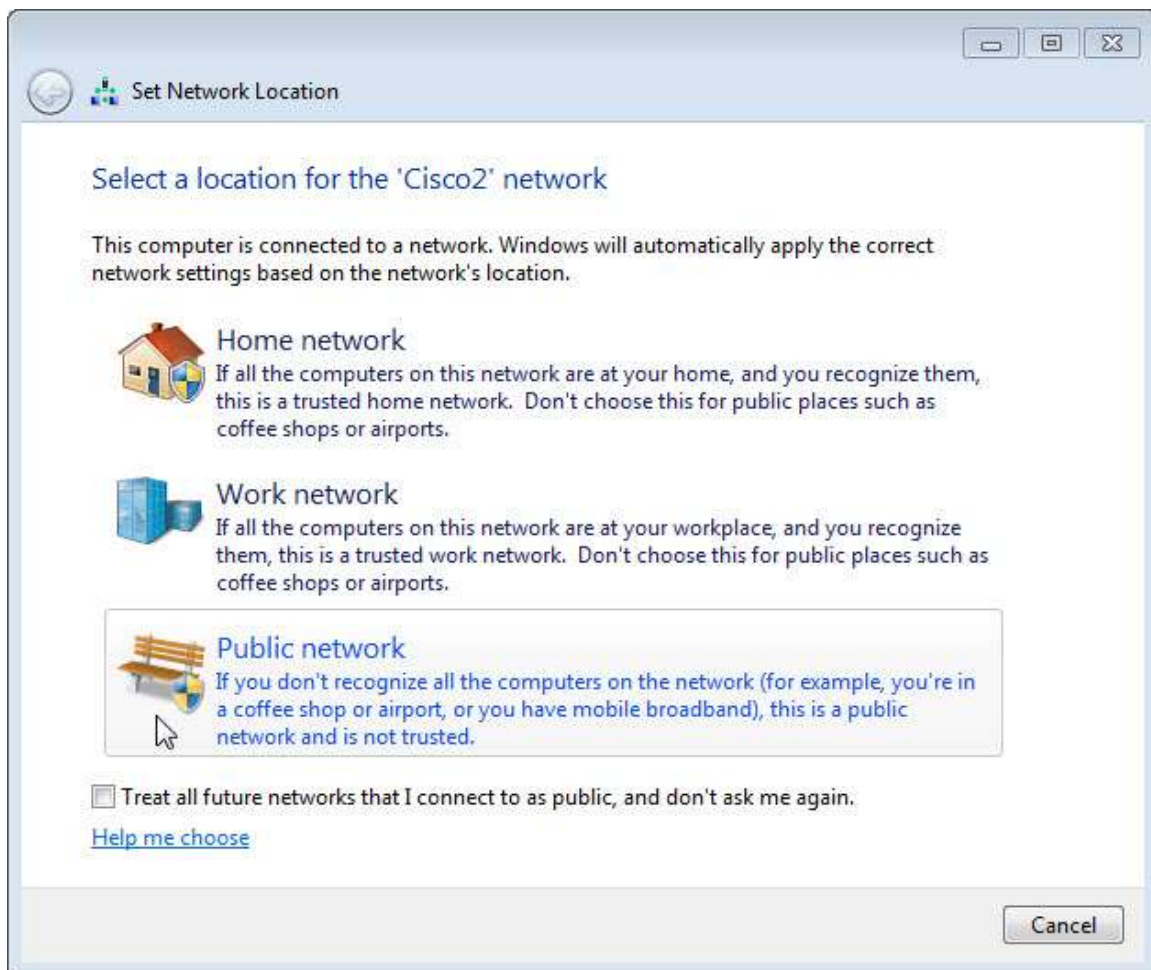 Set Network Location
Select a location for the 'Cisco2' network
This computer is connected to a network. Windows will automatically apply the correct
network settings based on the network's location.
Home network
If all the computers on this network are at your home, and you recognize them,
this is a trusted home network.  Don't choose this for public places such as
coffee shops or airports.
Work network
If all the computers on this network are at your workplace, and you recognize
them, this is a trusted work network.  Don't choose this for public places such as
coffee shops or airports.
Public network
If you don't recognize all the computers on the network (for example, you're in
a coffee shop or airport, or you have mobile broadband), this is a public
network and is not trusted.
Treat all future networks that I connect to as public, and don't ask me again.
Help me choose
Cancel